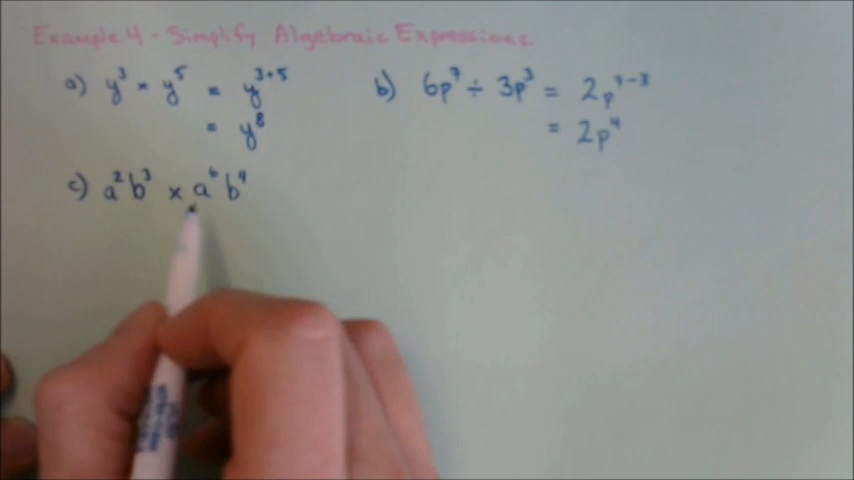 Example 4 - Simplify Algebraic Expressions.
a) y³ × y⁵ = y³⁺⁵
= y⁸
b) 6p⁷ ÷ 3p³ = 2p⁷⁻³
= 2p⁴
c) a²b³ × a⁶b⁴